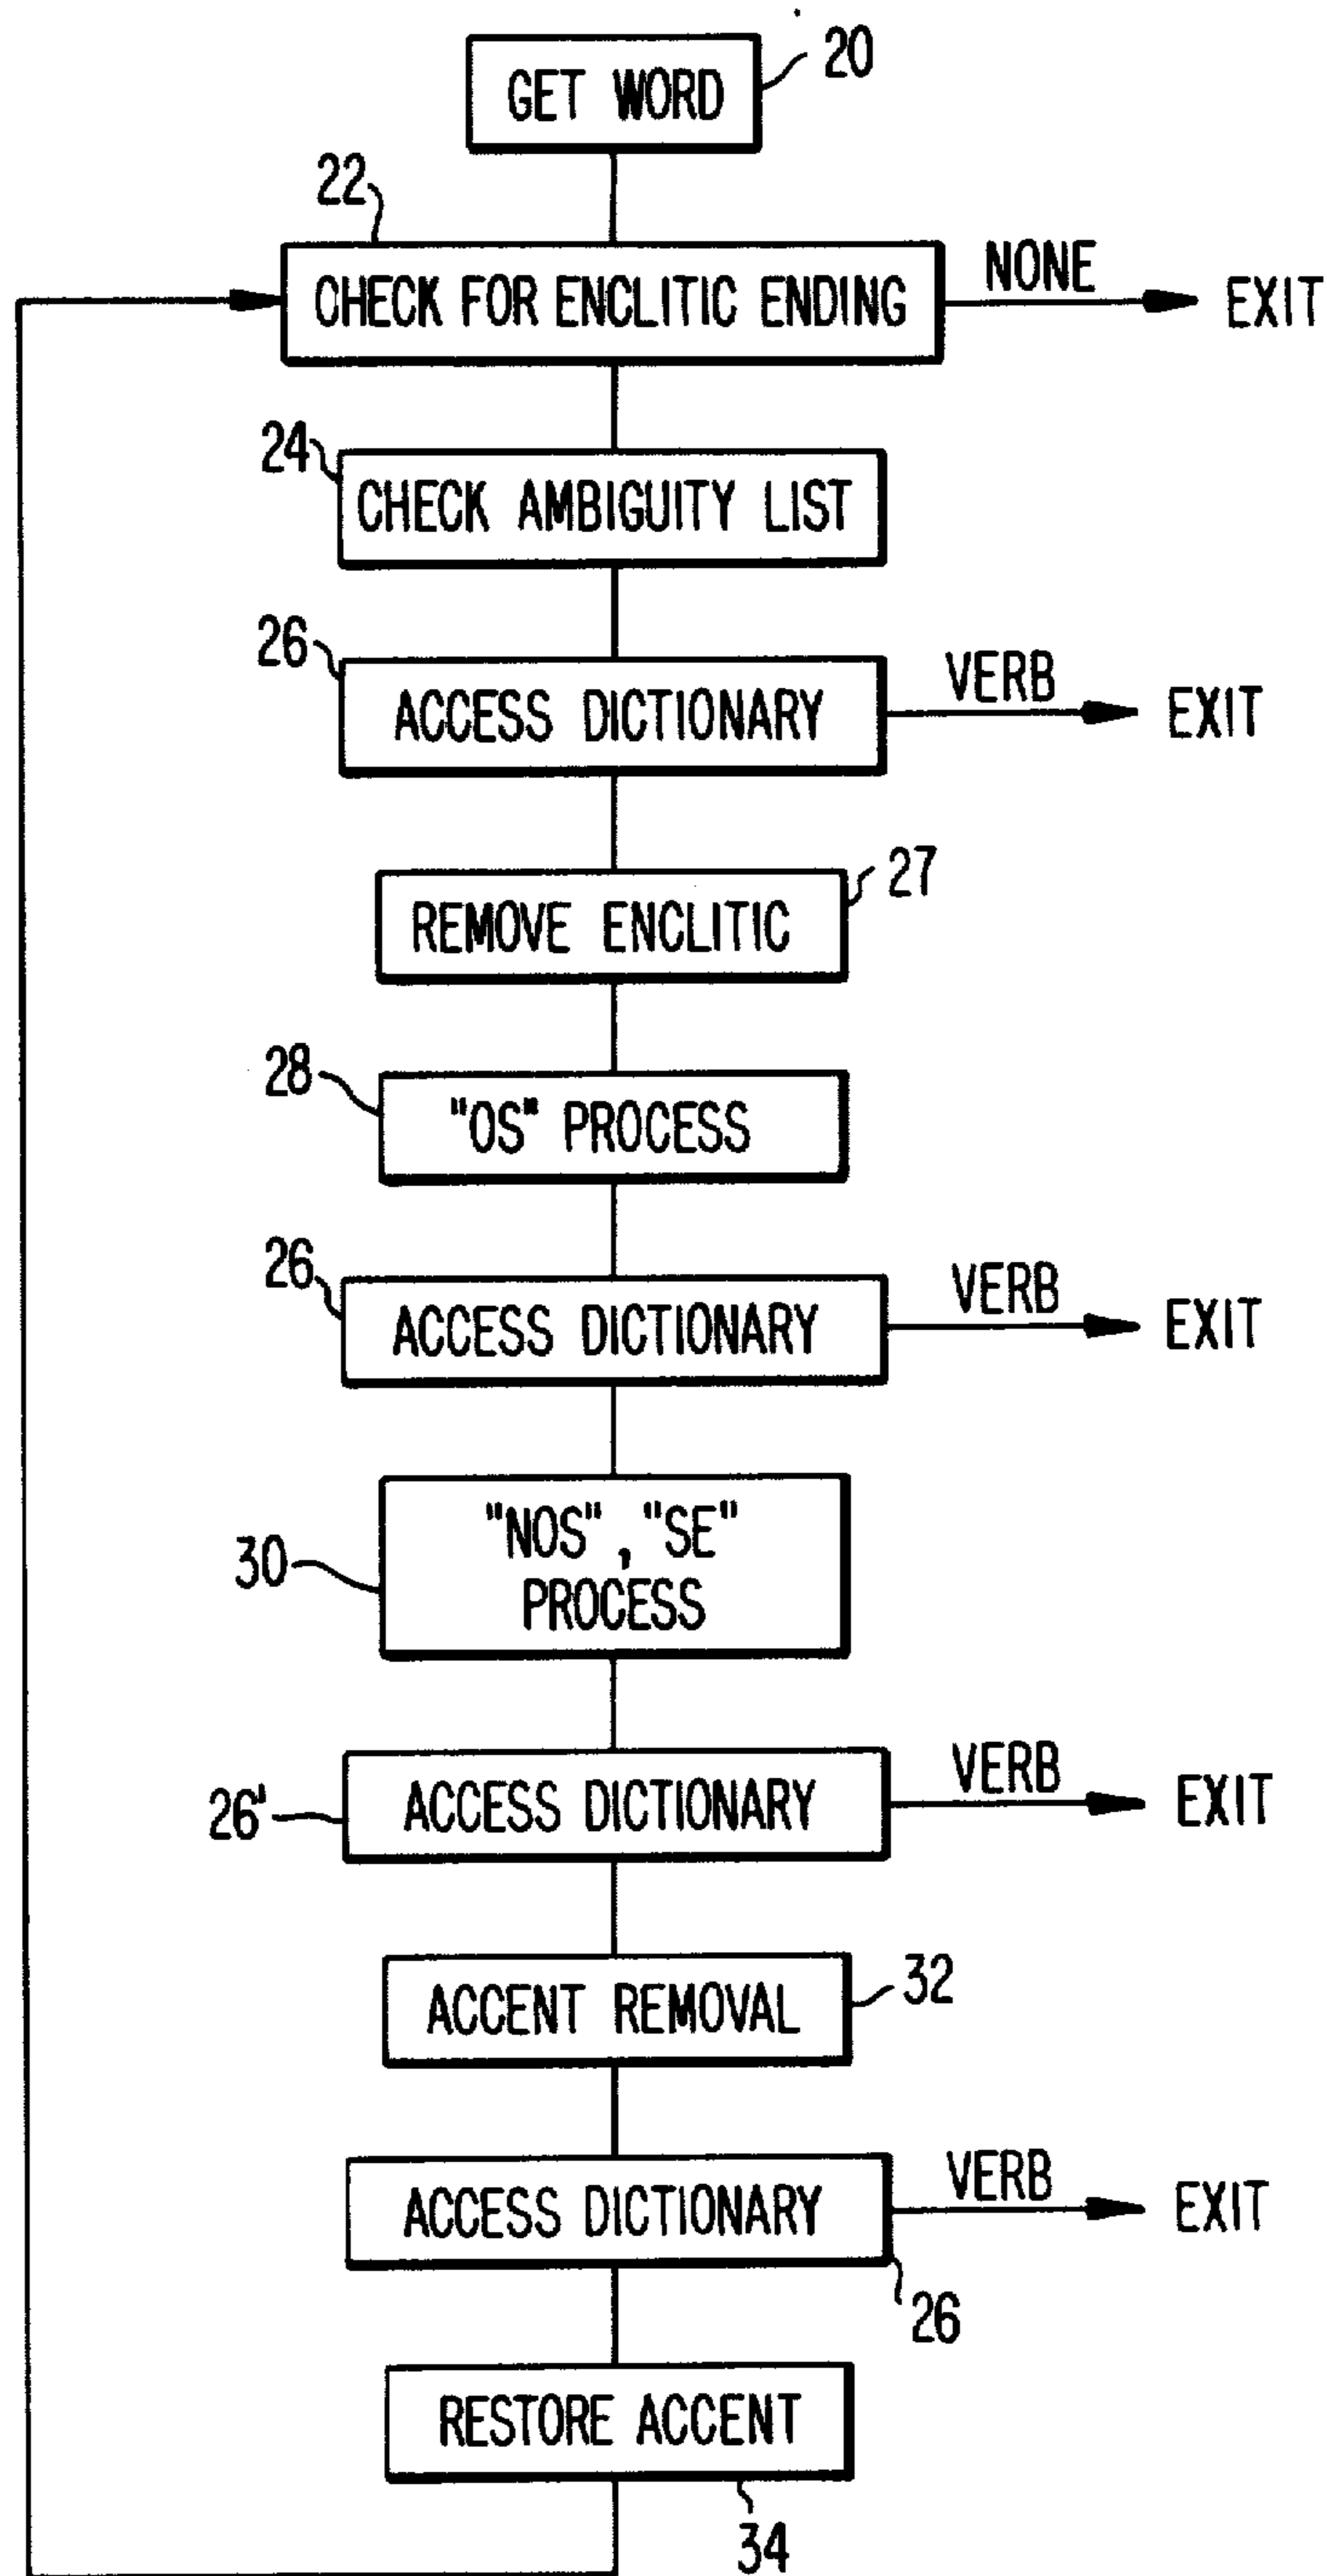 GET WORD
20
22
CHECK FOR ENCLITIC ENDING
NONE
EXIT
24
CHECK AMBIGUITY LIST
26
ACCESS DICTIONARY
VERB
EXIT
REMOVE ENCLITIC
27
28
"OS" PROCESS
26
ACCESS DICTIONARY
VERB
EXIT
30
"NOS", "SE"
PROCESS
26'
ACCESS DICTIONARY
VERB
EXIT
ACCENT REMOVAL
32
ACCESS DICTIONARY
VERB
EXIT
26
RESTORE ACCENT
34